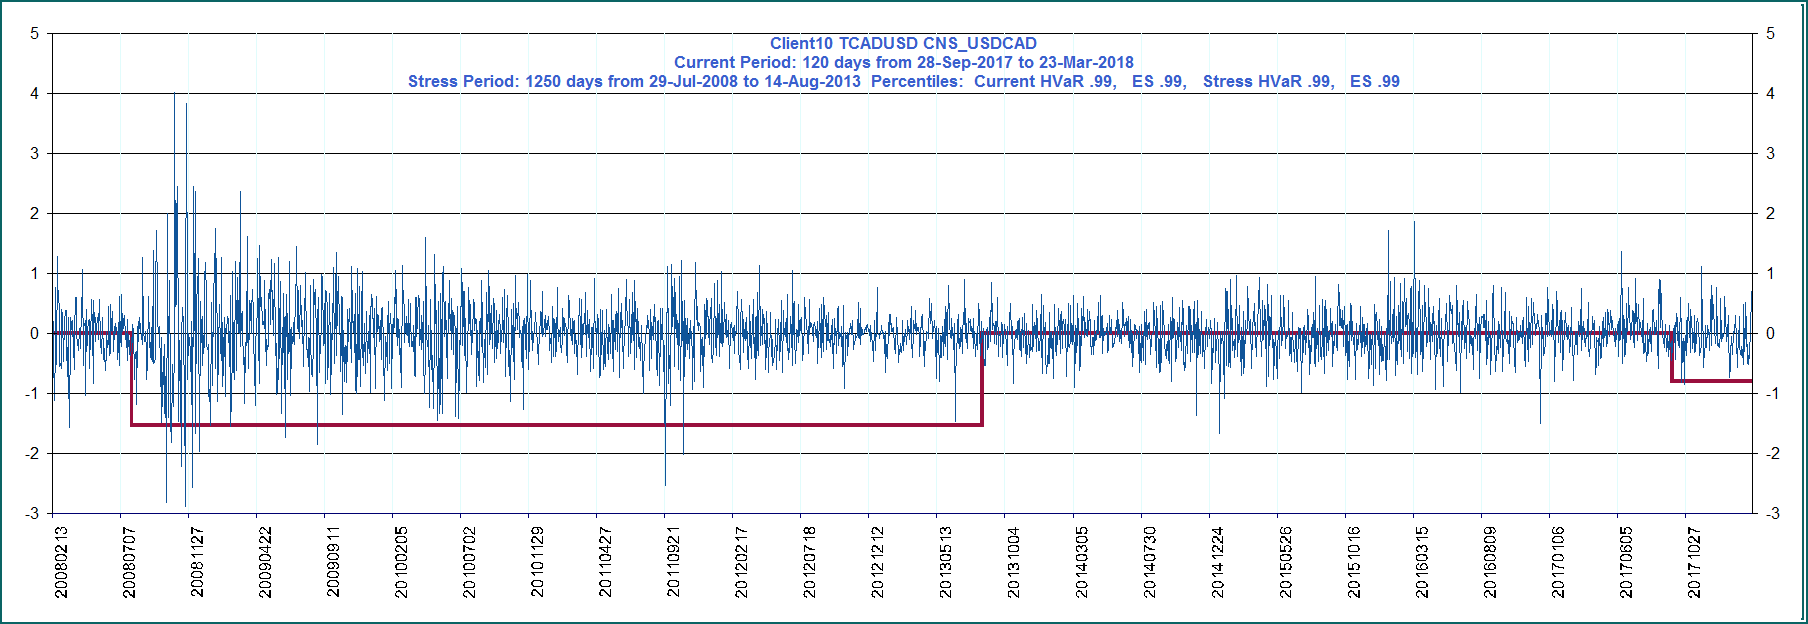 Client10 TCADUSD CNS_USDCAD
Current Period: 120 days from 28-Sep-2017 to 23-Mar-2018
Stress Period: 1250 days from 29-Jul-2008 to 14-Aug-2013  Percentiles:  Current HVaR .99,   ES .99,   Stress HVaR .99,   ES .99
5 5
4 4
3 3
2 2
1 1
0 0
-1 -1
-2 -2
-3 -3
20080213 20080707 20081127 20090422 20090911 20100205 20100702 20101129 20110427 20110921 20120217 20120718 20121212 20130513 20131004 20140305 20140730 20141224 20150526 20151016 20160315 20160809 20170106 20170605 20171027